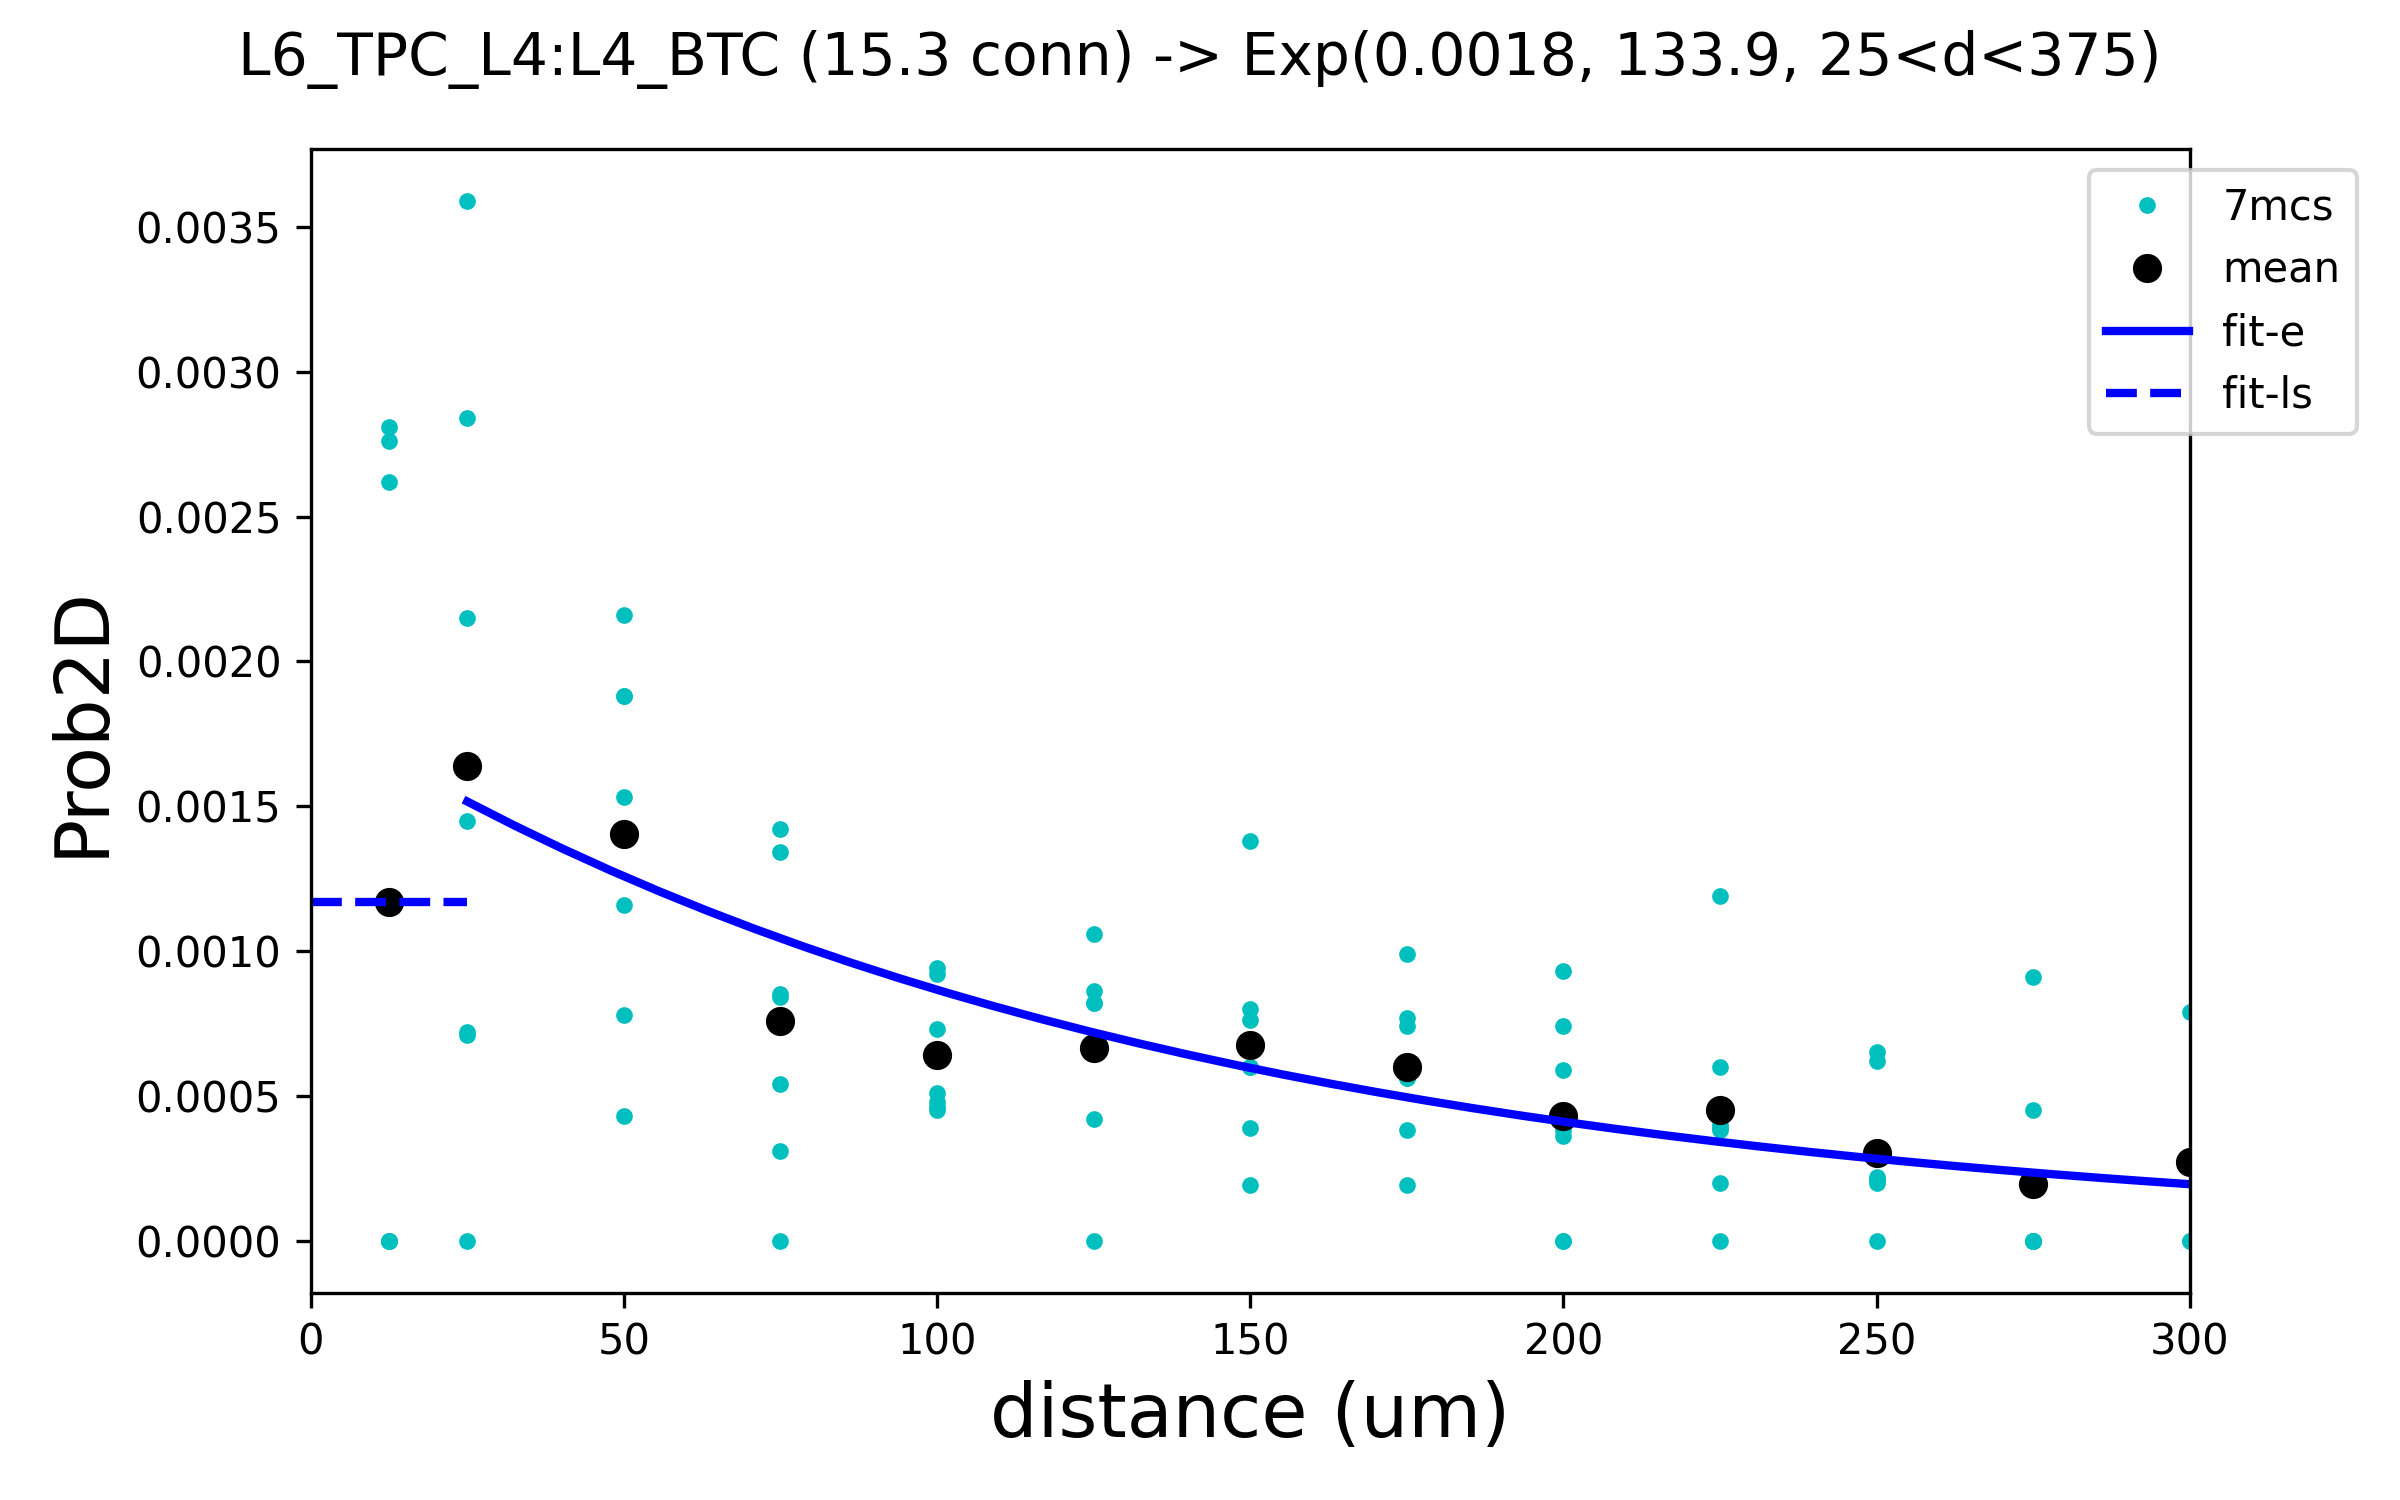 L6_TPC_L4:L4_BTC (15.3 conn) -> Exp(0.0018, 133.9, 25<d<375)
7mcs
mean
fit-e
fit-ls
Prob2D
0.0035
0.0030
0.0025
0.0020
0.0015
0.0010
0.0005
0.0000
0 50 100 150 200 250 300
distance (um)